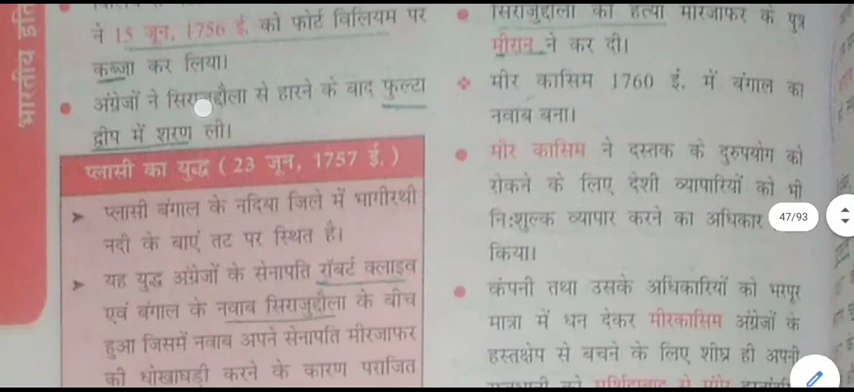 भारतीय इति
ने 15 जून, 1756 ई. को फोर्ट विलियम पर
कब्जा कर लिया।
अंग्रेजों ने सिराजुद्दौला से हारने के बाद फुल्टा
द्वीप में शरण ली।
प्लासी का युद्ध ( 23 जून, 1757 ई. )
प्लासी बंगाल के नदिया जिले में भागीरथी
नदी के बाएं तट पर स्थित है।
यह युद्ध अंग्रेजों के सेनापति रॉबर्ट क्लाइव
एवं बंगाल के नवाब सिराजुद्दौला के बीच
हुआ जिसमें नवाब अपने सेनापति मीरजाफर
की धोखाधड़ी करने के कारण पराजित
सिराजुद्दौला की हत्या मीरजाफर के पुत्र
मीरान ने कर दी।
मीर कासिम 1760 ई. में बंगाल का
नवाब बना।
मीर कासिम ने दस्तक के दुरुपयोग को
रोकने के लिए देशी व्यापारियों को भी
नि:शुल्क व्यापार करने का अधिकार
किया।
कंपनी तथा उसके अधिकारियों को भरपूर
मात्रा में धन देकर मीरकासिम अंग्रेजों के
हस्तक्षेप से बचने के लिए शीघ्र ही अपनी
47/93